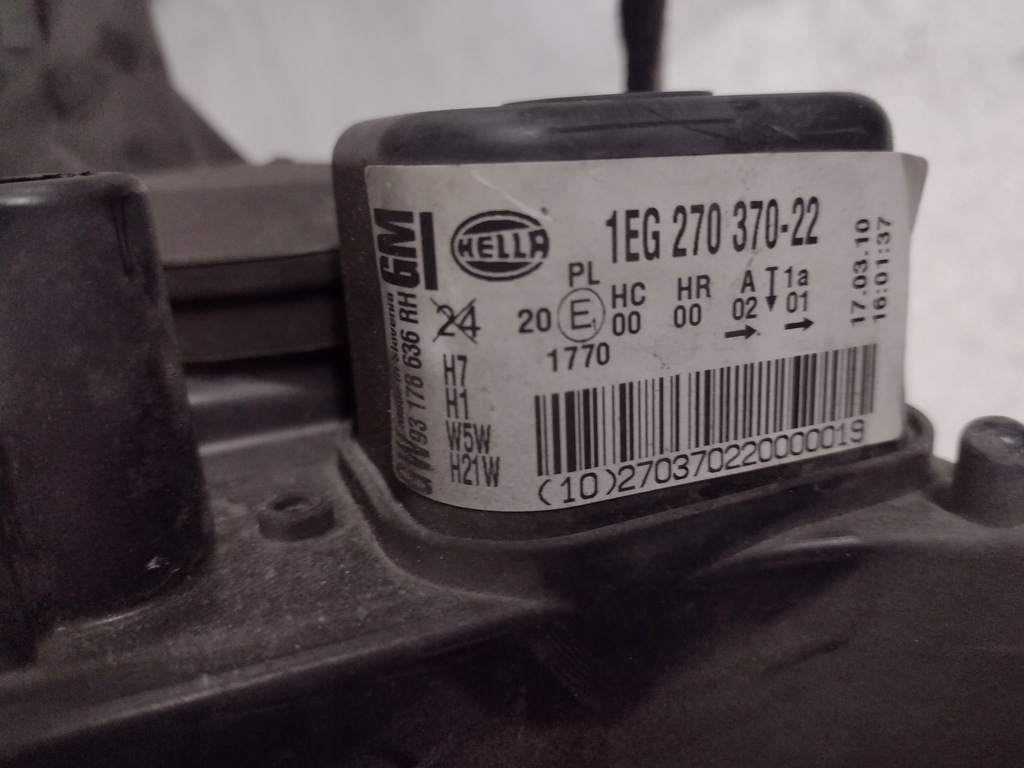 GM
HELLA
1EG 270 370-22
24
PL
20 E1 HC HR A 1a
00 00 02 01
1770
H7
H1
W5W
H21W
93 178 636 RH
17.03.10
16:01:37
(10)270370220000019